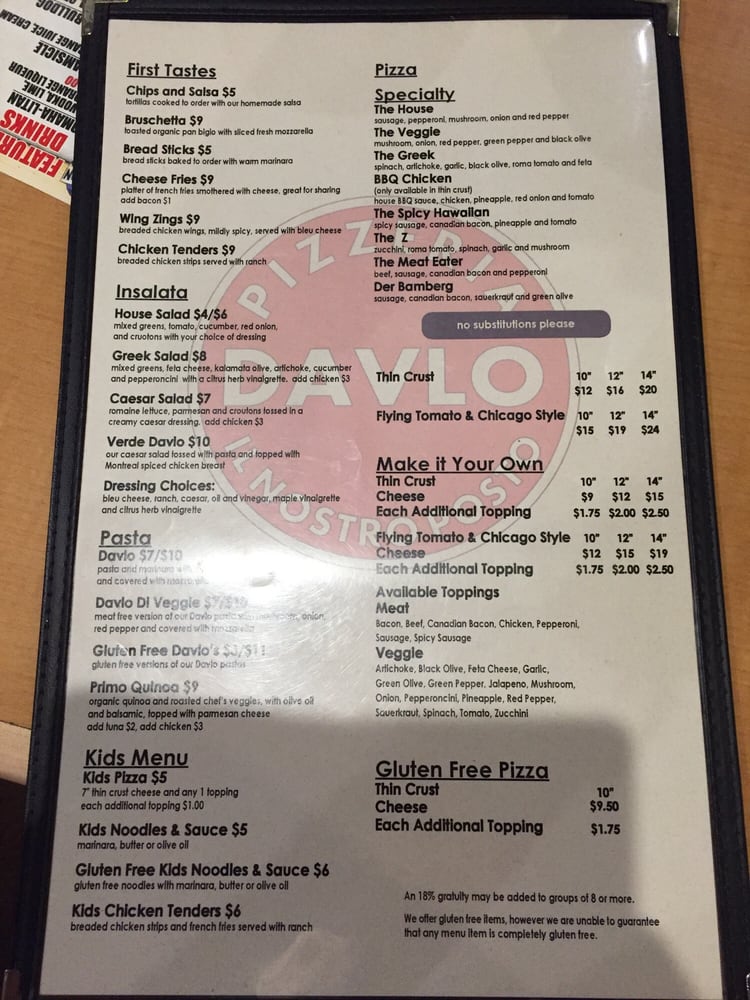 First Tastes
Chips and Salsa $5
tortillas cooked to order with our homemade salsa
Bruschetta $9
toasted organic pan biglo with sliced fresh mozzarella
Bread Sticks $5
bread sticks baked to order with warm marinara
Cheese Fries $9
platter of french fries smothered with cheese, great for sharing
add bacon $1
Wing Zings $9
breaded chicken wings, mildly spicy, served with bleu cheese
Chicken Tenders $9
breaded chicken strips served with ranch
Insalata
House Salad $4/$6
mixed greens, tomato, cucumber, red onion,
and cruotons with your choice of dressing
Greek Salad $8
mixed greens, feta cheese, kalamata olive, artichoke, cucumber
and pepperoncini with a citrus herb vinaigrette. add chicken $3
Caesar Salad $7
romaine lettuce, parmesan and croutons tossed in a
creamy caesar dressing. add chicken $3
Verde Davlo $10
our caesar salad tossed with pasta and topped with
Montreal spiced chicken breast
Dressing Choices:
bleu cheese, ranch, caesar, oil and vinegar, maple vinaigrette
and citrus herb vinaigrette
Pasta
Davlo $7/$10
pasta and marinara with
and covered with
Davlo Di Veggie
meat free version of our Davlo pasta with mushroom, onion,
red pepper and covered with mozzarella
Gluten Free Davlo's
gluten free versions of our Davlo pastas
Primo Quinoa $9
organic quinoa and roasted chef's veggies, with olive oil
and balsamic, topped with parmesan cheese
add tuna $2, add chicken $3
Kids Menu
Kids Pizza $5
7" thin crust cheese and any 1 topping
each additional topping $1.00
Kids Noodles & Sauce $5
marinara, butter or olive oil
Gluten Free Kids Noodles & Sauce $6
gluten free noodles with marinara, butter or olive oil
Kids Chicken Tenders $6
breaded chicken strips and french fries served with ranch
Pizza
Specialty
The House
sausage, pepperoni, mushroom, onion and red pepper
The Veggie
mushroom, onion, red pepper, green pepper and black olive
The Greek
spinach, artichoke, garlic, black olive, roma tomato and feta
BBQ Chicken
(only available in thin crust)
house BBQ sauce, chicken, pineapple, red onion and tomato
The Spicy Hawaiian
spicy sausage, canadian bacon, pineapple and tomato
The Z
zucchini, roma tomato, spinach, garlic and mushroom
The Meat Eater
beef, sausage, canadian bacon and pepperoni
Der Bamberg
sausage, canadian bacon, sauerkraut and green olive
no substitutions please
Thin Crust 10" 12" 14"
$12 $16 $20
Flying Tomato & Chicago Style 10" 12" 14"
$15 $19 $24
Make it Your Own
Thin Crust 10" 12" 14"
Cheese $9 $12 $15
Each Additional Topping $1.75 $2.00 $2.50
Flying Tomato & Chicago Style 10" 12" 14"
Cheese $12 $15 $19
Each Additional Topping $1.75 $2.00 $2.50
Available Toppings
Meat
Bacon, Beef, Canadian Bacon, Chicken, Pepperoni,
Sausage, Spicy Sausage
Veggie
Artichoke, Black Olive, Feta Cheese, Garlic,
Green Olive, Green Pepper, Jalapeno, Mushroom,
Onion, Pepperoncini, Pineapple, Red Pepper,
Sauerkraut, Spinach, Tomato, Zucchini
Gluten Free Pizza
Thin Crust 10"
Cheese $9.50
Each Additional Topping $1.75
An 18% gratuity may be added to groups of 8 or more.
We offer gluten free items, however we are unable to guarantee
that any menu item is completely gluten free.
PIZZERIA
DAVLO
IL NOSTRO POSTO
DRINKS